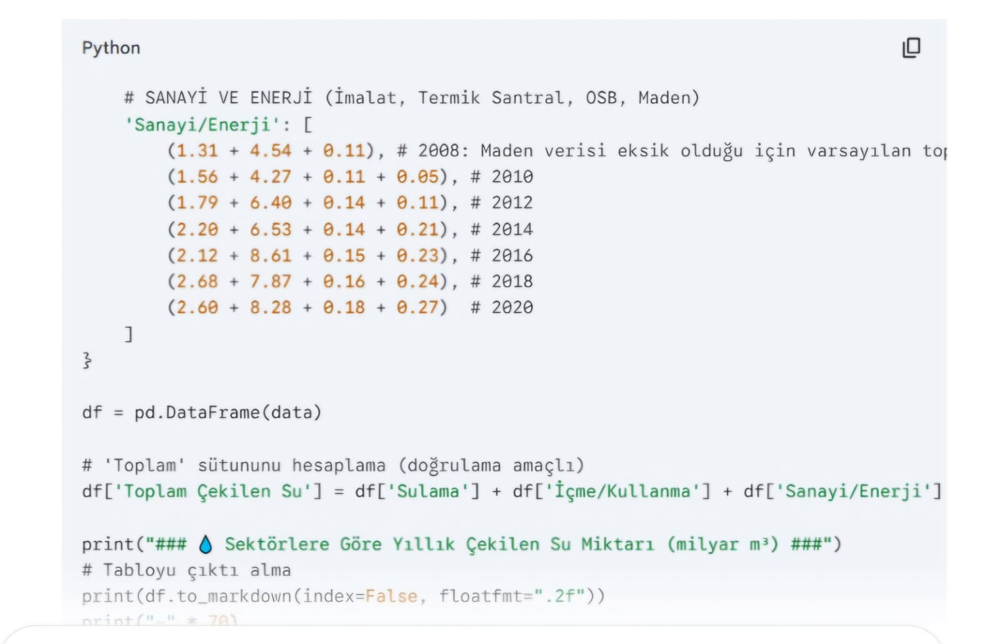 Python
# SANAYİ VE ENERJİ (İmalat, Termik Santral, OSB, Maden)
'Sanayi/Enerji': [
(1.31 + 4.54 + 0.11), # 2008: Maden verisi eksik olduğu için varsayılan top
(1.56 + 4.27 + 0.11 + 0.05), # 2010
(1.79 + 6.40 + 0.14 + 0.11), # 2012
(2.20 + 6.53 + 0.14 + 0.21), # 2014
(2.12 + 8.61 + 0.15 + 0.23), # 2016
(2.68 + 7.87 + 0.16 + 0.24), # 2018
(2.60 + 8.28 + 0.18 + 0.27) # 2020
]
}
df = pd.DataFrame(data)
# 'Toplam' sütununu hesaplama (doğrulama amaçlı)
df['Toplam Çekilen Su'] = df['Sulama'] + df['İçme/Kullanma'] + df['Sanayi/Enerji']
print("### 💧 Sektörlere Göre Yıllık Çekilen Su Miktarı (milyar m³) ###")
# Tabloyu çıktı alma
print(df.to_markdown(index=False, floatfmt=".2f"))
print("-" * 70)